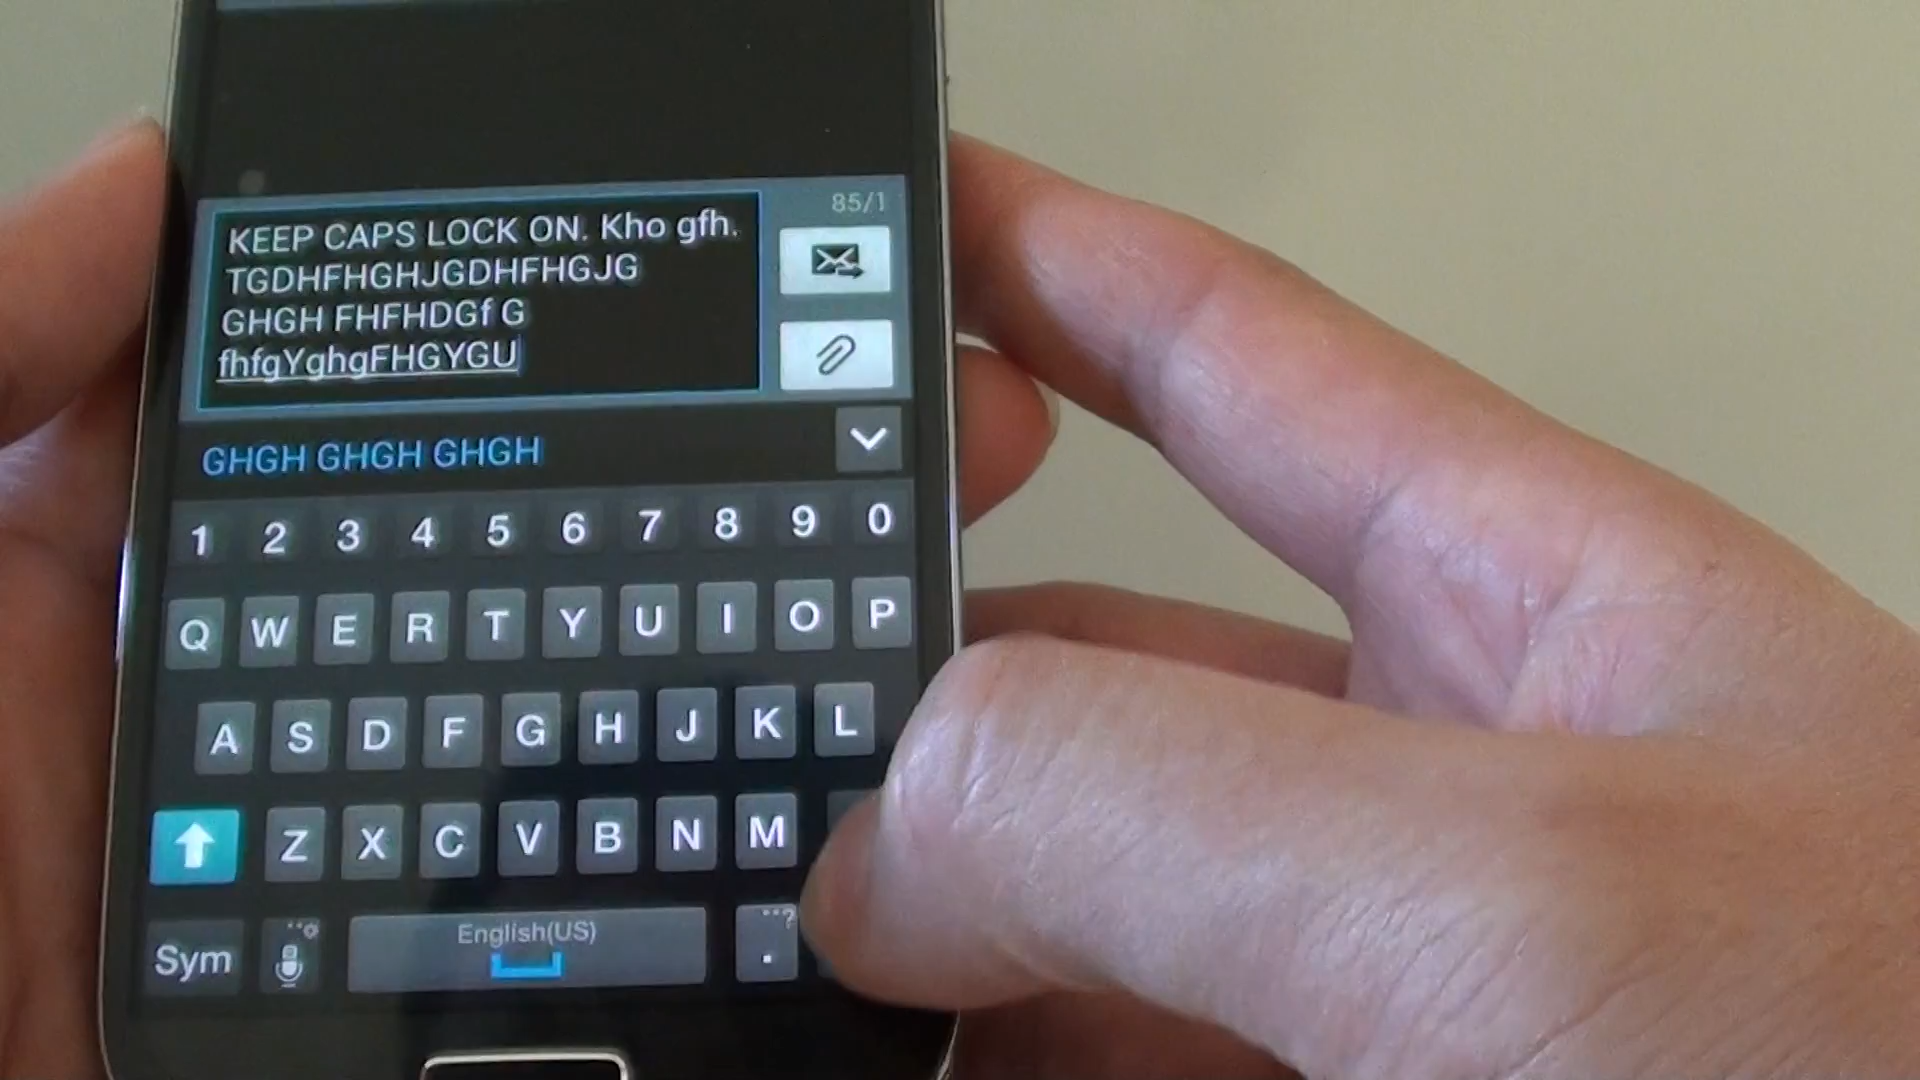 85/1
KEEP CAPS LOCK ON. Kho gfh.
TGDHFHGHJGDHFHGJG
GHGH FHFHDGf G
fhfgYghgFHGYGU
GHGH GHGH GHGH
1 2 3 4 5 6 7 8 9 0
Q W E R T Y U I O P
A S D F G H J K L
Z X C V B N M
Sym English(US) . ?